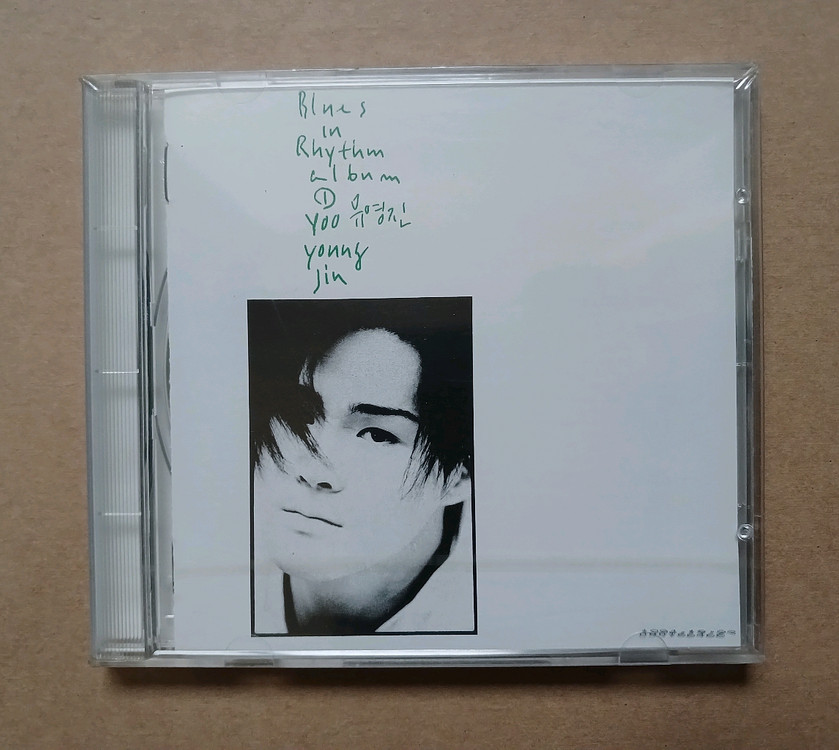 Blues
in
Rhythm
album
①
Yoo 유영진
young
jin